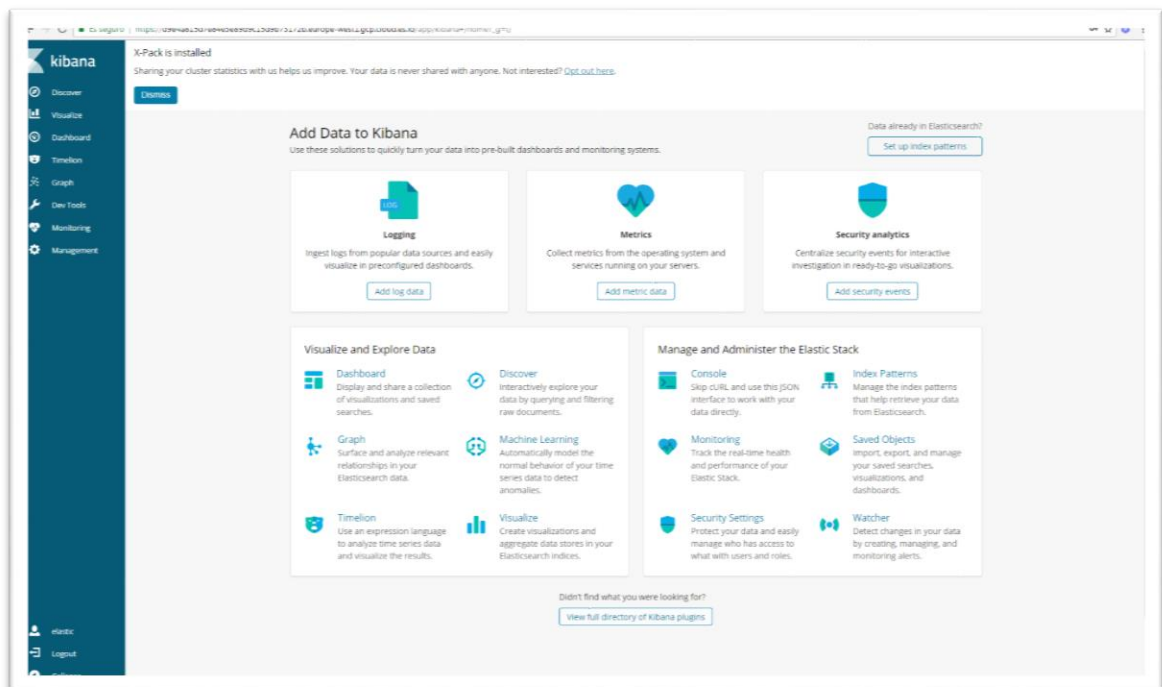 Es seguro
kibana
Discover
Visualize
Dashboard
Timelion
Graph
Dev Tools
Monitoring
Management
elastic
Logout
X-Pack is installed
Sharing your cluster statistics with us helps us improve. Your data is never shared with anyone. Not interested? Opt out here.
Dismiss
Add Data to Kibana
Use these solutions to quickly turn your data into pre-built dashboards and monitoring systems.
Data already in Elasticsearch?
Set up index patterns
LOG
Logging
Ingest logs from popular data sources and easily
visualize in preconfigured dashboards.
Add log data
Metrics
Collect metrics from the operating system and
services running on your servers.
Add metric data
Security analytics
Centralize security events for interactive
investigation in ready-to-go visualizations.
Add security events
Visualize and Explore Data
Dashboard
Display and share a collection
of visualizations and saved
searches.
Discover
Interactively explore your
data by querying and filtering
raw documents.
Graph
Surface and analyze relevant
relationships in your
Elasticsearch data.
Machine Learning
Automatically model the
normal behavior of your time
series data to detect
anomalies.
Timelion
Use an expression language
to analyze time series data
and visualize the results.
Visualize
Create visualizations and
aggregate data stores in your
Elasticsearch indices.
Manage and Administer the Elastic Stack
Console
Skip cURL and use this JSON
interface to work with your
data directly.
Index Patterns
Manage the index patterns
that help retrieve your data
from Elasticsearch.
Monitoring
Track the real-time health
and performance of your
Elastic Stack.
Saved Objects
Import, export, and manage
your saved searches,
visualizations, and
dashboards.
Security Settings
Protect your data and easily
manage who has access to
what with users and roles.
Watcher
Detect changes in your data
by creating, managing, and
monitoring alerts.
Didn't find what you were looking for?
View full directory of Kibana plugins